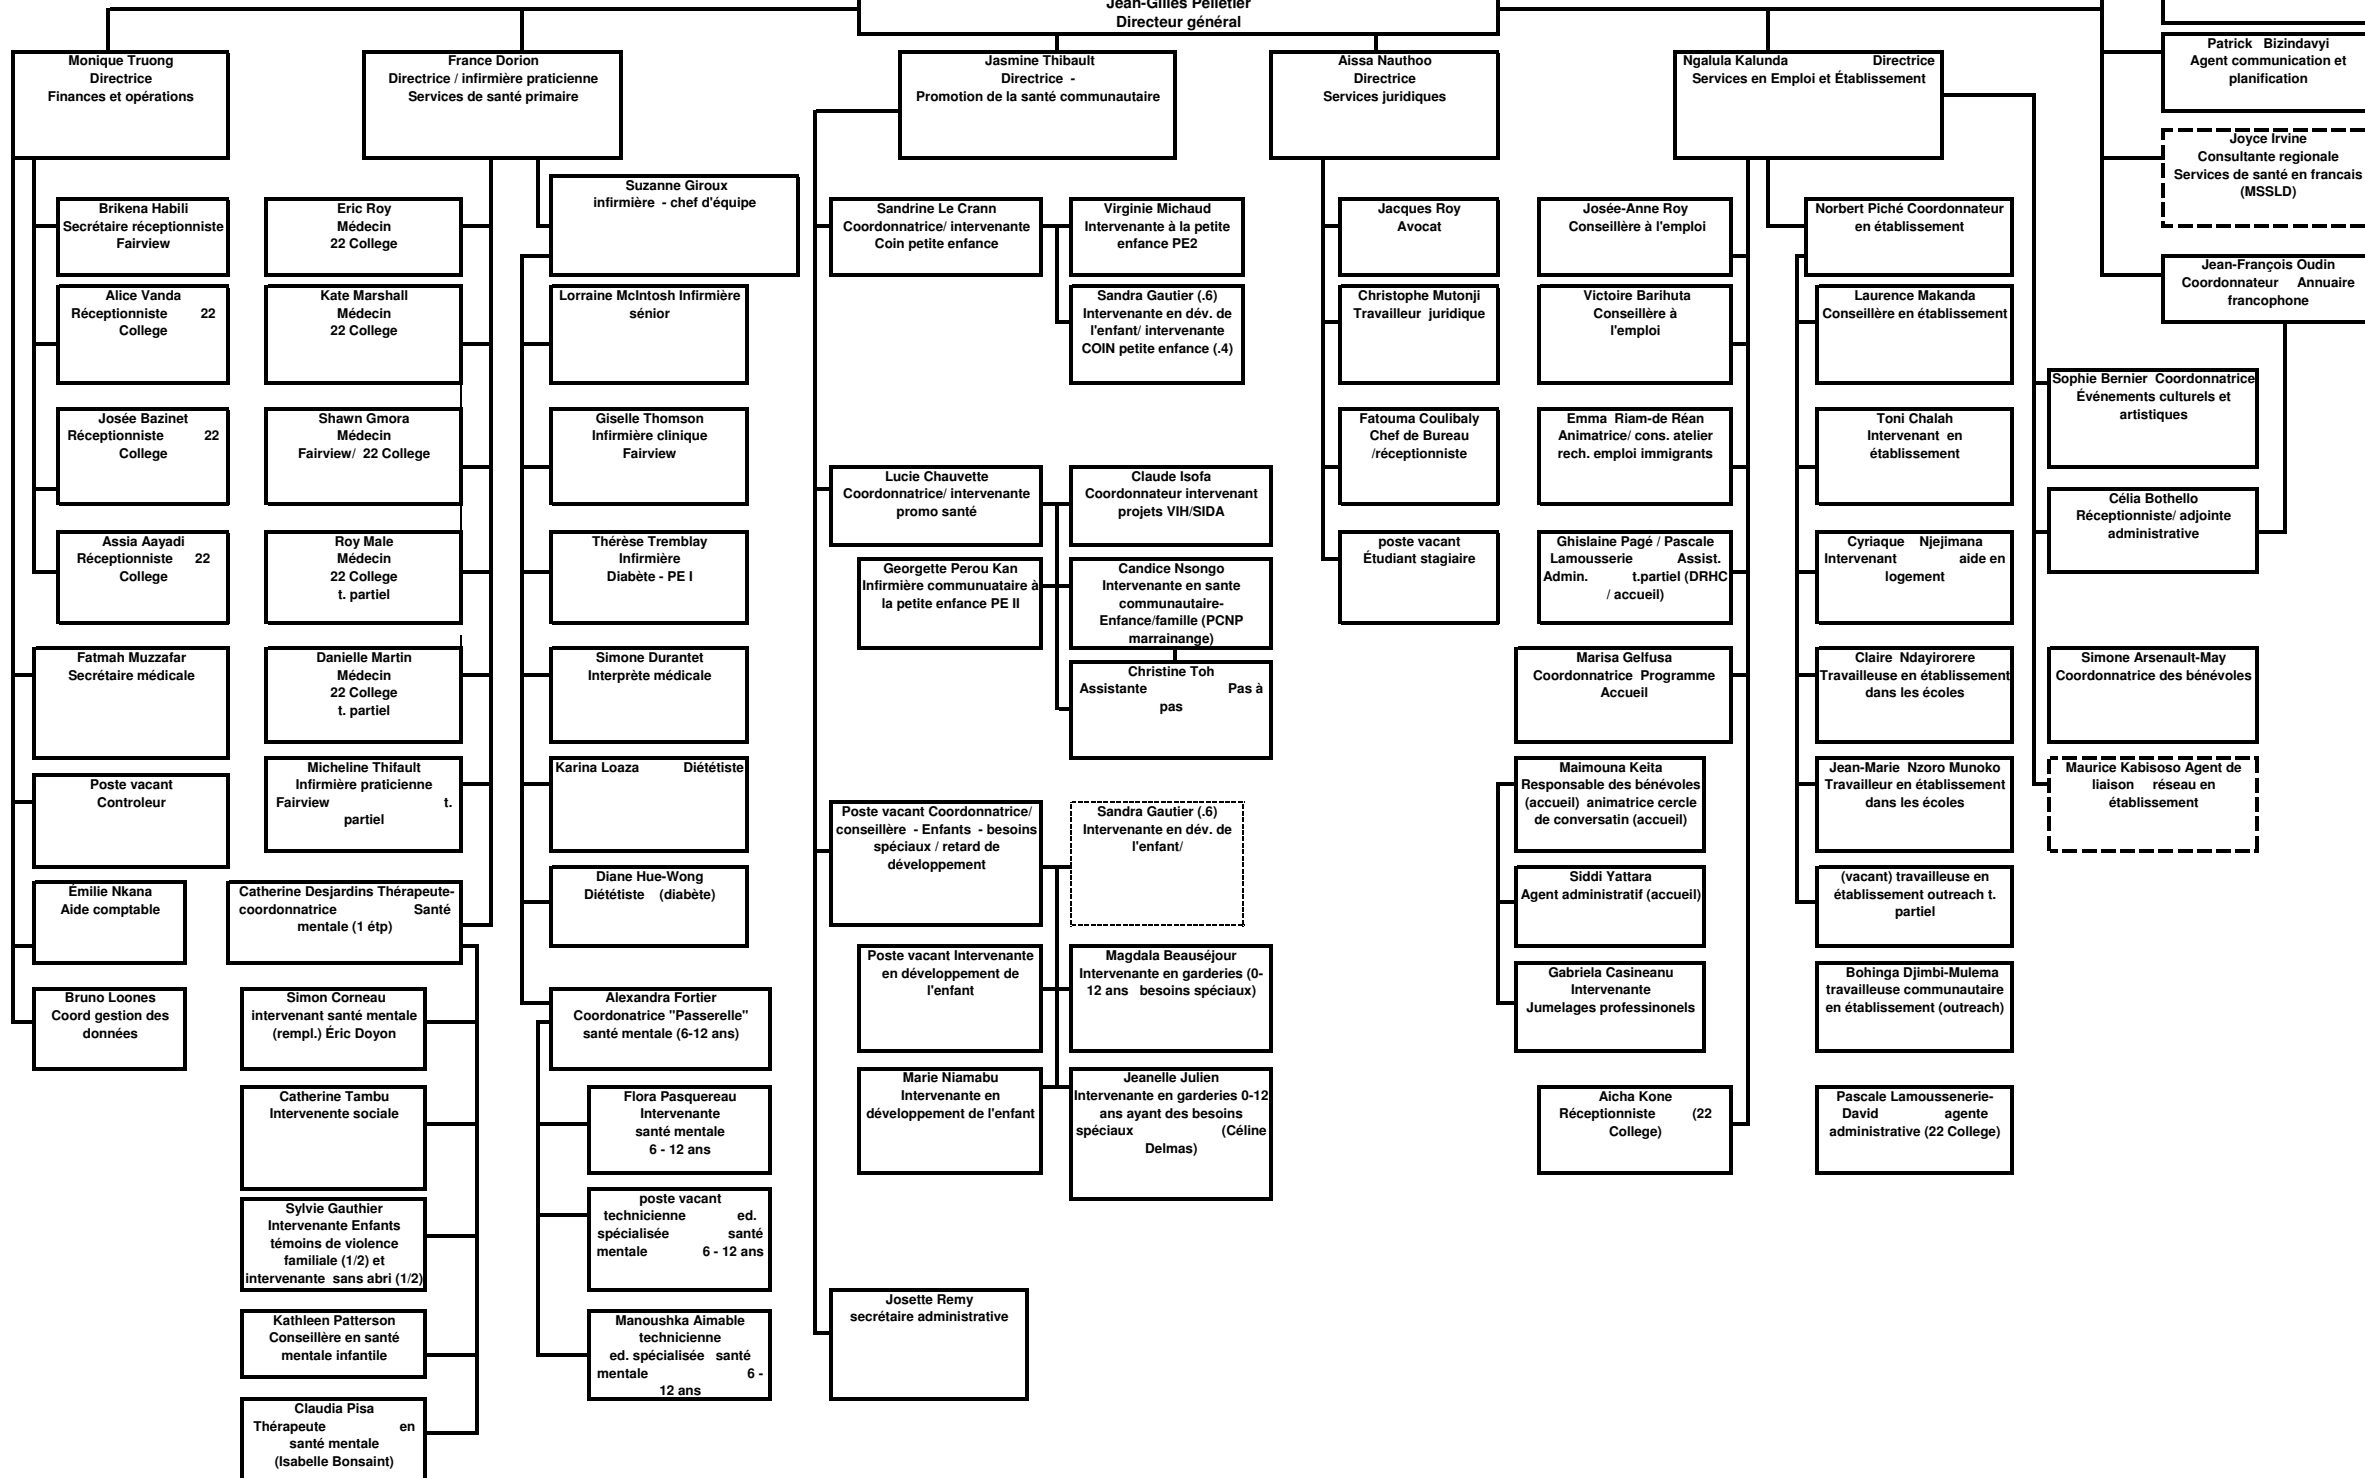 Jean-Gilles Pelletier
Directeur général
Monique Truong
Directrice
Finances et opérations
France Dorion
Directrice / infirmière praticienne
Services de santé primaire
Jasmine Thibault
Directrice -
Promotion de la santé communautaire
Aissa Nauthoo
Directrice
Services juridiques
Ngalula Kalunda Directrice
Services en Emploi et Établissement
Patrick Bizindavyi
Agent communication et
planification
Joyce Irvine
Consultante regionale
Services de santé en francais
(MSSLD)
Jean-François Oudin
Coordonnateur Annuaire
francophone
Brikena Habili
Secrétaire réceptionniste
Fairview
Alice Vanda
Réceptionniste 22
College
Josée Bazinet
Réceptionniste 22
College
Assia Aayadi
Réceptionniste 22
College
Fatmah Muzzafar
Secrétaire médicale
Poste vacant
Controleur
Émilie Nkana
Aide comptable
Bruno Loones
Coord gestion des
données
Eric Roy
Médecin
22 College
Kate Marshall
Médecin
22 College
Shawn Gmora
Médecin
Fairview/ 22 College
Roy Male
Médecin
22 College
t. partiel
Danielle Martin
Médecin
22 College
t. partiel
Micheline Thifault
Infirmière praticienne
Fairview t.
partiel
Catherine Desjardins Thérapeute-
coordonnatrice Santé
mentale (1 étp)
Simon Corneau
intervenant santé mentale
(rempl.) Éric Doyon
Catherine Tambu
Intervenente sociale
Sylvie Gauthier
Intervenante Enfants
témoins de violence
familiale (1/2) et
intervenante sans abri (1/2)
Kathleen Patterson
Conseillère en santé
mentale infantile
Claudia Pisa
Thérapeute en
santé mentale
(Isabelle Bonsaint)
Suzanne Giroux
infirmière - chef d'équipe
Lorraine McIntosh Infirmière
sénior
Giselle Thomson
Infirmière clinique
Fairview
Thérèse Tremblay
Infirmière
Diabète - PE I
Simone Durantet
Interprète médicale
Karina Loaza Diététiste
Diane Hue-Wong
Diététiste (diabète)
Alexandra Fortier
Coordonatrice "Passerelle"
santé mentale (6-12 ans)
Flora Pasquereau
Intervenante
santé mentale
6 - 12 ans
poste vacant
technicienne ed.
spécialisée santé
mentale 6 - 12 ans
Manoushka Aimable
technicienne
ed. spécialisée santé
mentale 6 -
12 ans
Sandrine Le Crann
Coordonnatrice/ intervenante
Coin petite enfance
Virginie Michaud
Intervenante à la petite
enfance PE2
Sandra Gautier (.6)
Intervenante en dév. de
l'enfant/ intervenante
COIN petite enfance (.4)
Lucie Chauvette
Coordonnatrice/ intervenante
promo santé
Claude Isofa
Coordonnateur intervenant
projets VIH/SIDA
Georgette Perou Kan
Infirmière communuataire à
la petite enfance PE II
Candice Nsongo
Intervenante en sante
communautaire-
Enfance/famille (PCNP
marrainange)
Christine Toh
Assistante Pas à
pas
Poste vacant Coordonnatrice/
conseillère - Enfants - besoins
spéciaux / retard de
développement
Sandra Gautier (.6)
Intervenante en dév. de
l'enfant/
Poste vacant Intervenante
en développement de
l'enfant
Magdala Beauséjour
Intervenante en garderies (0-
12 ans besoins spéciaux)
Marie Niamabu
Intervenante en
développement de l'enfant
Jeanelle Julien
Intervenante en garderies 0-12
ans ayant des besoins
spéciaux (Céline
Delmas)
Josette Remy
secrétaire administrative
Jacques Roy
Avocat
Christophe Mutonji
Travailleur juridique
Fatouma Coulibaly
Chef de Bureau
/réceptionniste
poste vacant
Étudiant stagiaire
Josée-Anne Roy
Conseillère à l'emploi
Victoire Barihuta
Conseillère à
l'emploi
Emma Riam-de Réan
Animatrice/ cons. atelier
rech. emploi immigrants
Ghislaine Pagé / Pascale
Lamousserie Assist.
Admin. t.partiel (DRHC
/ accueil)
Marisa Gelfusa
Coordonnatrice Programme
Accueil
Maimouna Keita
Responsable des bénévoles
(accueil) animatrice cercle
de conversatin (accueil)
Siddi Yattara
Agent administratif (accueil)
Gabriela Casineanu
Intervenante
Jumelages professinonels
Aicha Kone
Réceptionniste (22
College)
Norbert Piché Coordonnateur
en établissement
Laurence Makanda
Conseillère en établissement
Toni Chalah
Intervenant en
établissement
Cyriaque Njejimana
Intervenant aide en
logement
Claire Ndayirorere
Travailleuse en établissement
dans les écoles
Jean-Marie Nzoro Munoko
Travailleur en établissement
dans les écoles
(vacant) travailleuse en
établissement outreach t.
partiel
Bohinga Djimbi-Mulema
travailleuse communautaire
en établissement (outreach)
Pascale Lamoussenerie-
David agente
administrative (22 College)
Sophie Bernier Coordonnatrice
Événements culturels et
artistiques
Célia Bothello
Réceptionniste/ adjointe
administrative
Simone Arsenault-May
Coordonnatrice des bénévoles
Maurice Kabisoso Agent de
liaison réseau en
établissement